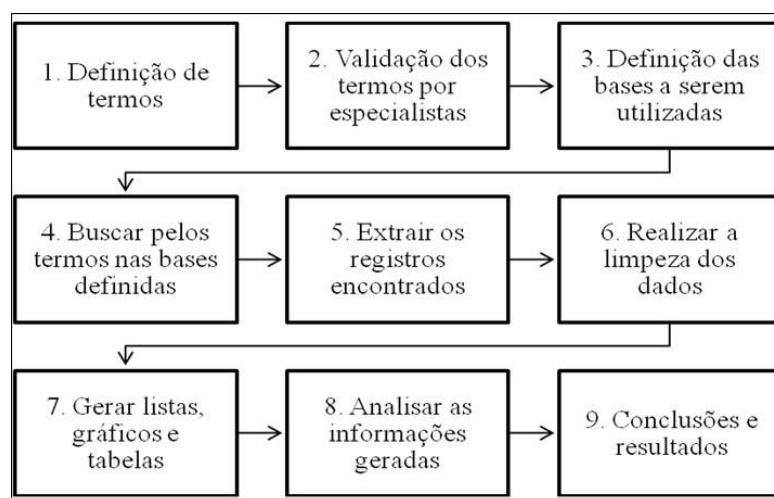 1. Definição de
termos
2. Validação dos
termos por
especialistas
3. Definição das
bases a serem
utilizadas
4. Buscar pelos
termos nas bases
definidas
5. Extrair os
registros
encontrados
6. Realizar a
limpeza dos
dados
7. Gerar listas,
gráficos e
tabelas
8. Analisar as
informações
geradas
9. Conclusões e
resultados